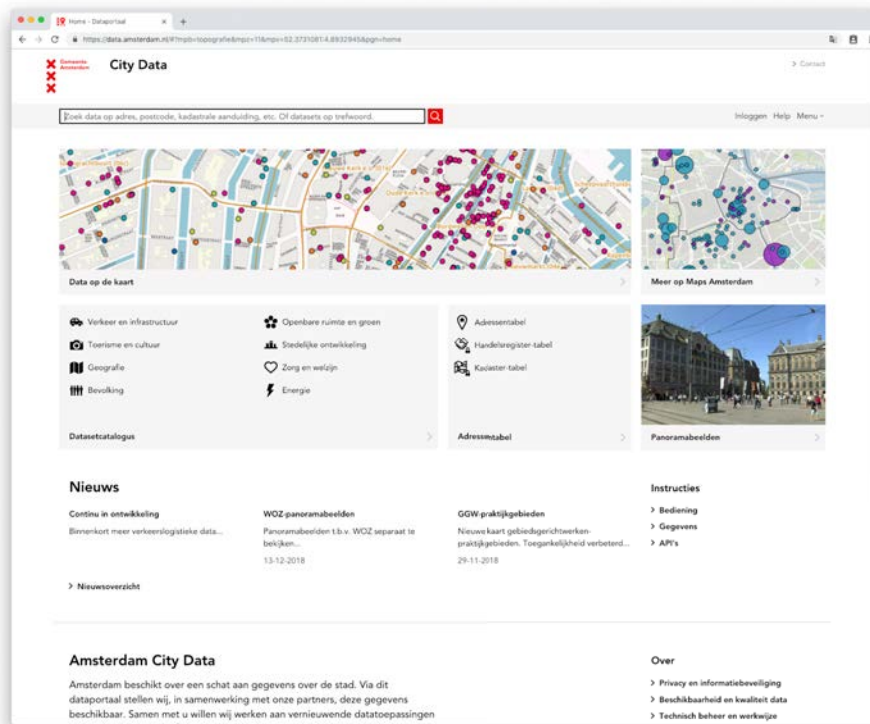 Home - Dataportaal
https://data.amsterdam.nl/#?mpb=topografie&mpz=11&mpv=52.3731081:4.8932945&pgn=home
Gemeente
Amsterdam
City Data
Contact
Zoek data op adres, postcode, kadastrale aanduiding, etc. Of datasets op trefwoord.
Inloggen Help Menu
Data op de kaart
Meer op Maps Amsterdam
Verkeer en infrastructuur
Toerisme en cultuur
Geografie
Bevolking
Openbare ruimte en groen
Stedelijke ontwikkeling
Zorg en welzijn
Energie
Datasetcatalogus
Adressentabel
Handelsregister-tabel
Kadaster-tabel
Adressentabel
Panoramabeelden
Nieuws
Continu in ontwikkeling
Binnenkort meer verkeerslogistieke data...
WOZ-panoramabeelden
Panoramabeelden t.b.v. WOZ separaat te
bekijken...
13-12-2018
GGW-praktijkgebieden
Nieuwe kaart gebiedsgerichtwerken-
praktijkgebieden. Toegankelijkheid verbeterd...
29-11-2018
Nieuwsoverzicht
Instructies
Bediening
Gegevens
API's
Amsterdam City Data
Amsterdam beschikt over een schat aan gegevens over de stad. Via dit
dataportaal stellen wij, in samenwerking met onze partners, deze gegevens
beschikbaar. Samen met u willen wij werken aan vernieuwende datatoepassingen
Over
Privacy en informatiebeveiliging
Beschikbaarheid en kwaliteit data
Technisch beheer en werkwijze